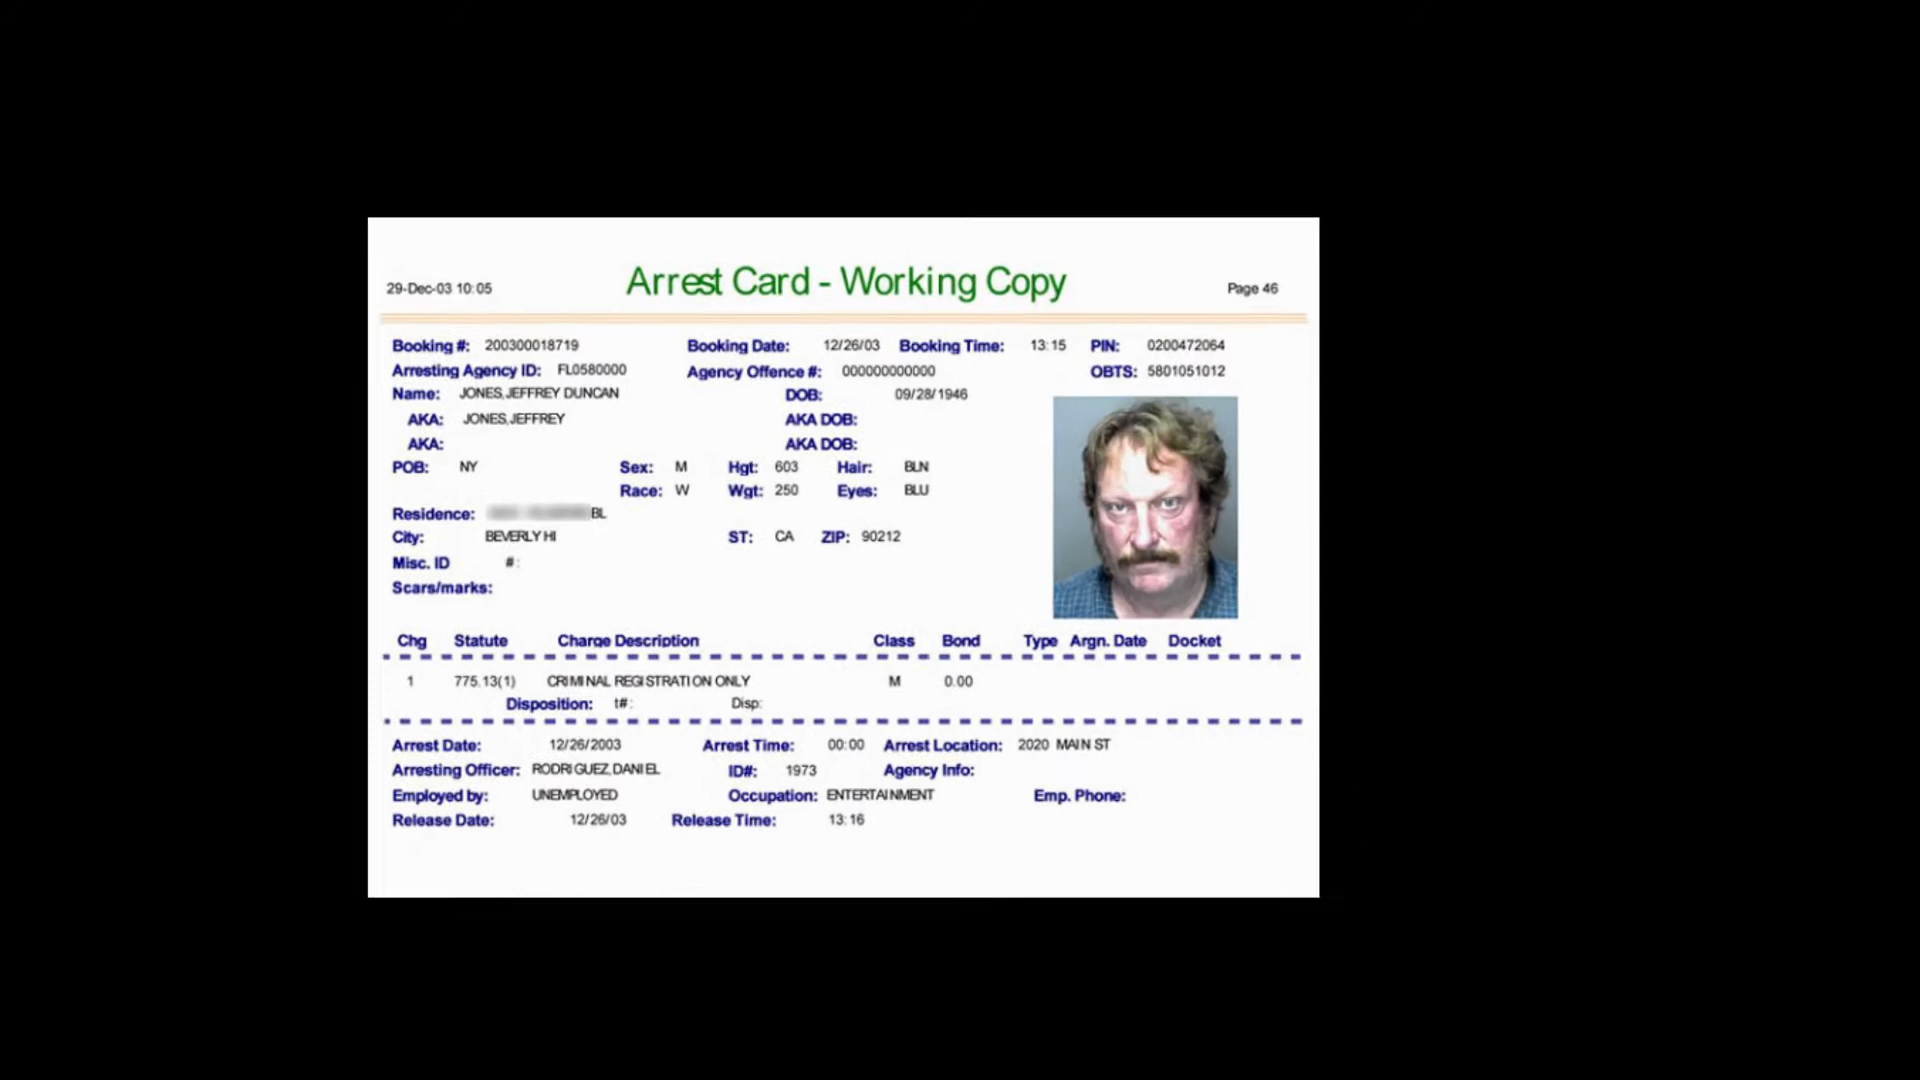 29-Dec-03 10:05 Arrest Card - Working Copy Page 46
Booking #: 200300018719 Booking Date: 12/26/03 Booking Time: 13:15 PIN: 0200472064
Arresting Agency ID: FL0580000 Agency Offence #: 000000000000 OBTS: 5801051012
Name: JONES,JEFFREY DUNCAN DOB: 09/28/1946
AKA: JONES,JEFFREY AKA DOB:
AKA: AKA DOB:
POB: NY Sex: M Hgt: 603 Hair: BLN
Race: W Wgt: 250 Eyes: BLU
Residence: BL
City: BEVERLY HI ST: CA ZIP: 90212
Misc. ID #:
Scars/marks:
Chg Statute Charge Description Class Bond Type Argn. Date Docket
1 775.13(1) CRIMINAL REGISTRATION ONLY M 0.00
Disposition: t#: Disp:
Arrest Date: 12/26/2003 Arrest Time: 00:00 Arrest Location: 2020 MAIN ST
Arresting Officer: RODRIGUEZ,DANIEL ID#: 1973 Agency Info:
Employed by: UNEMPLOYED Occupation: ENTERTAINMENT Emp. Phone:
Release Date: 12/26/03 Release Time: 13:16